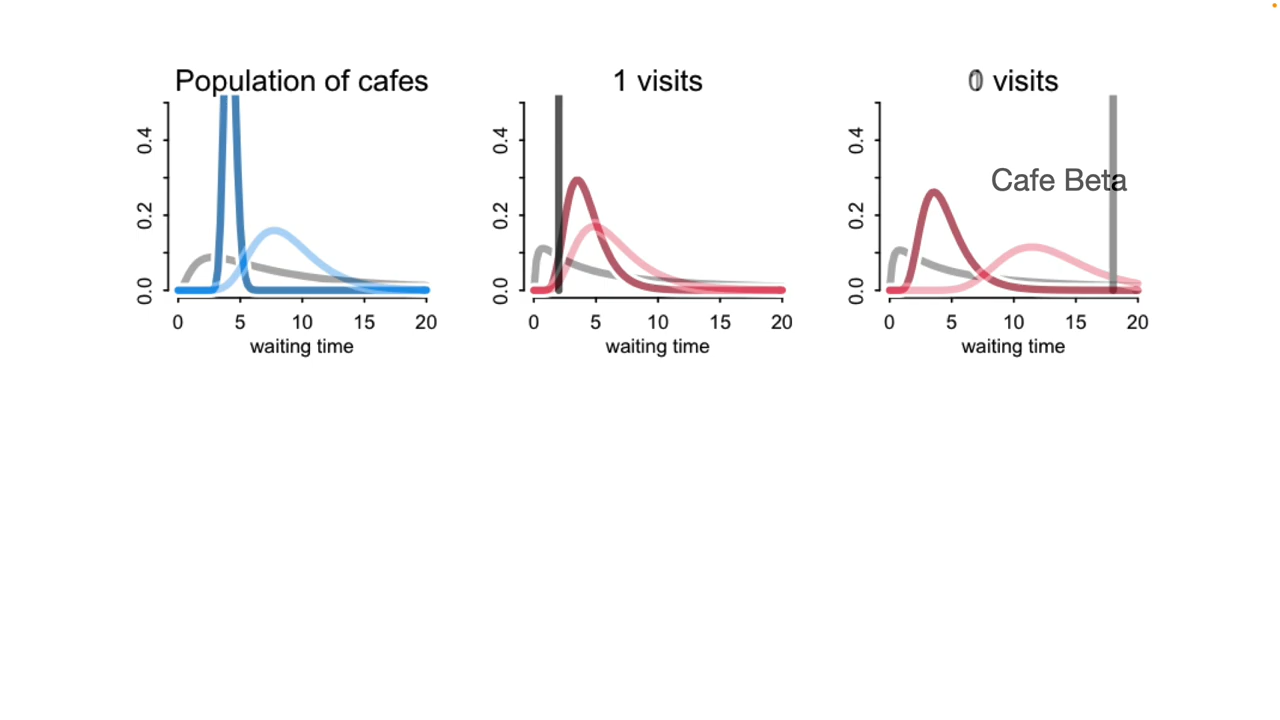 Population of cafes
1 visits
visits
Cafe Beta
0.0 0.2 0.4
0.0 0.2 0.4
0.0 0.2 0.4
0 5 10 15 20
0 5 10 15 20
0 5 10 15 20
waiting time
waiting time
waiting time